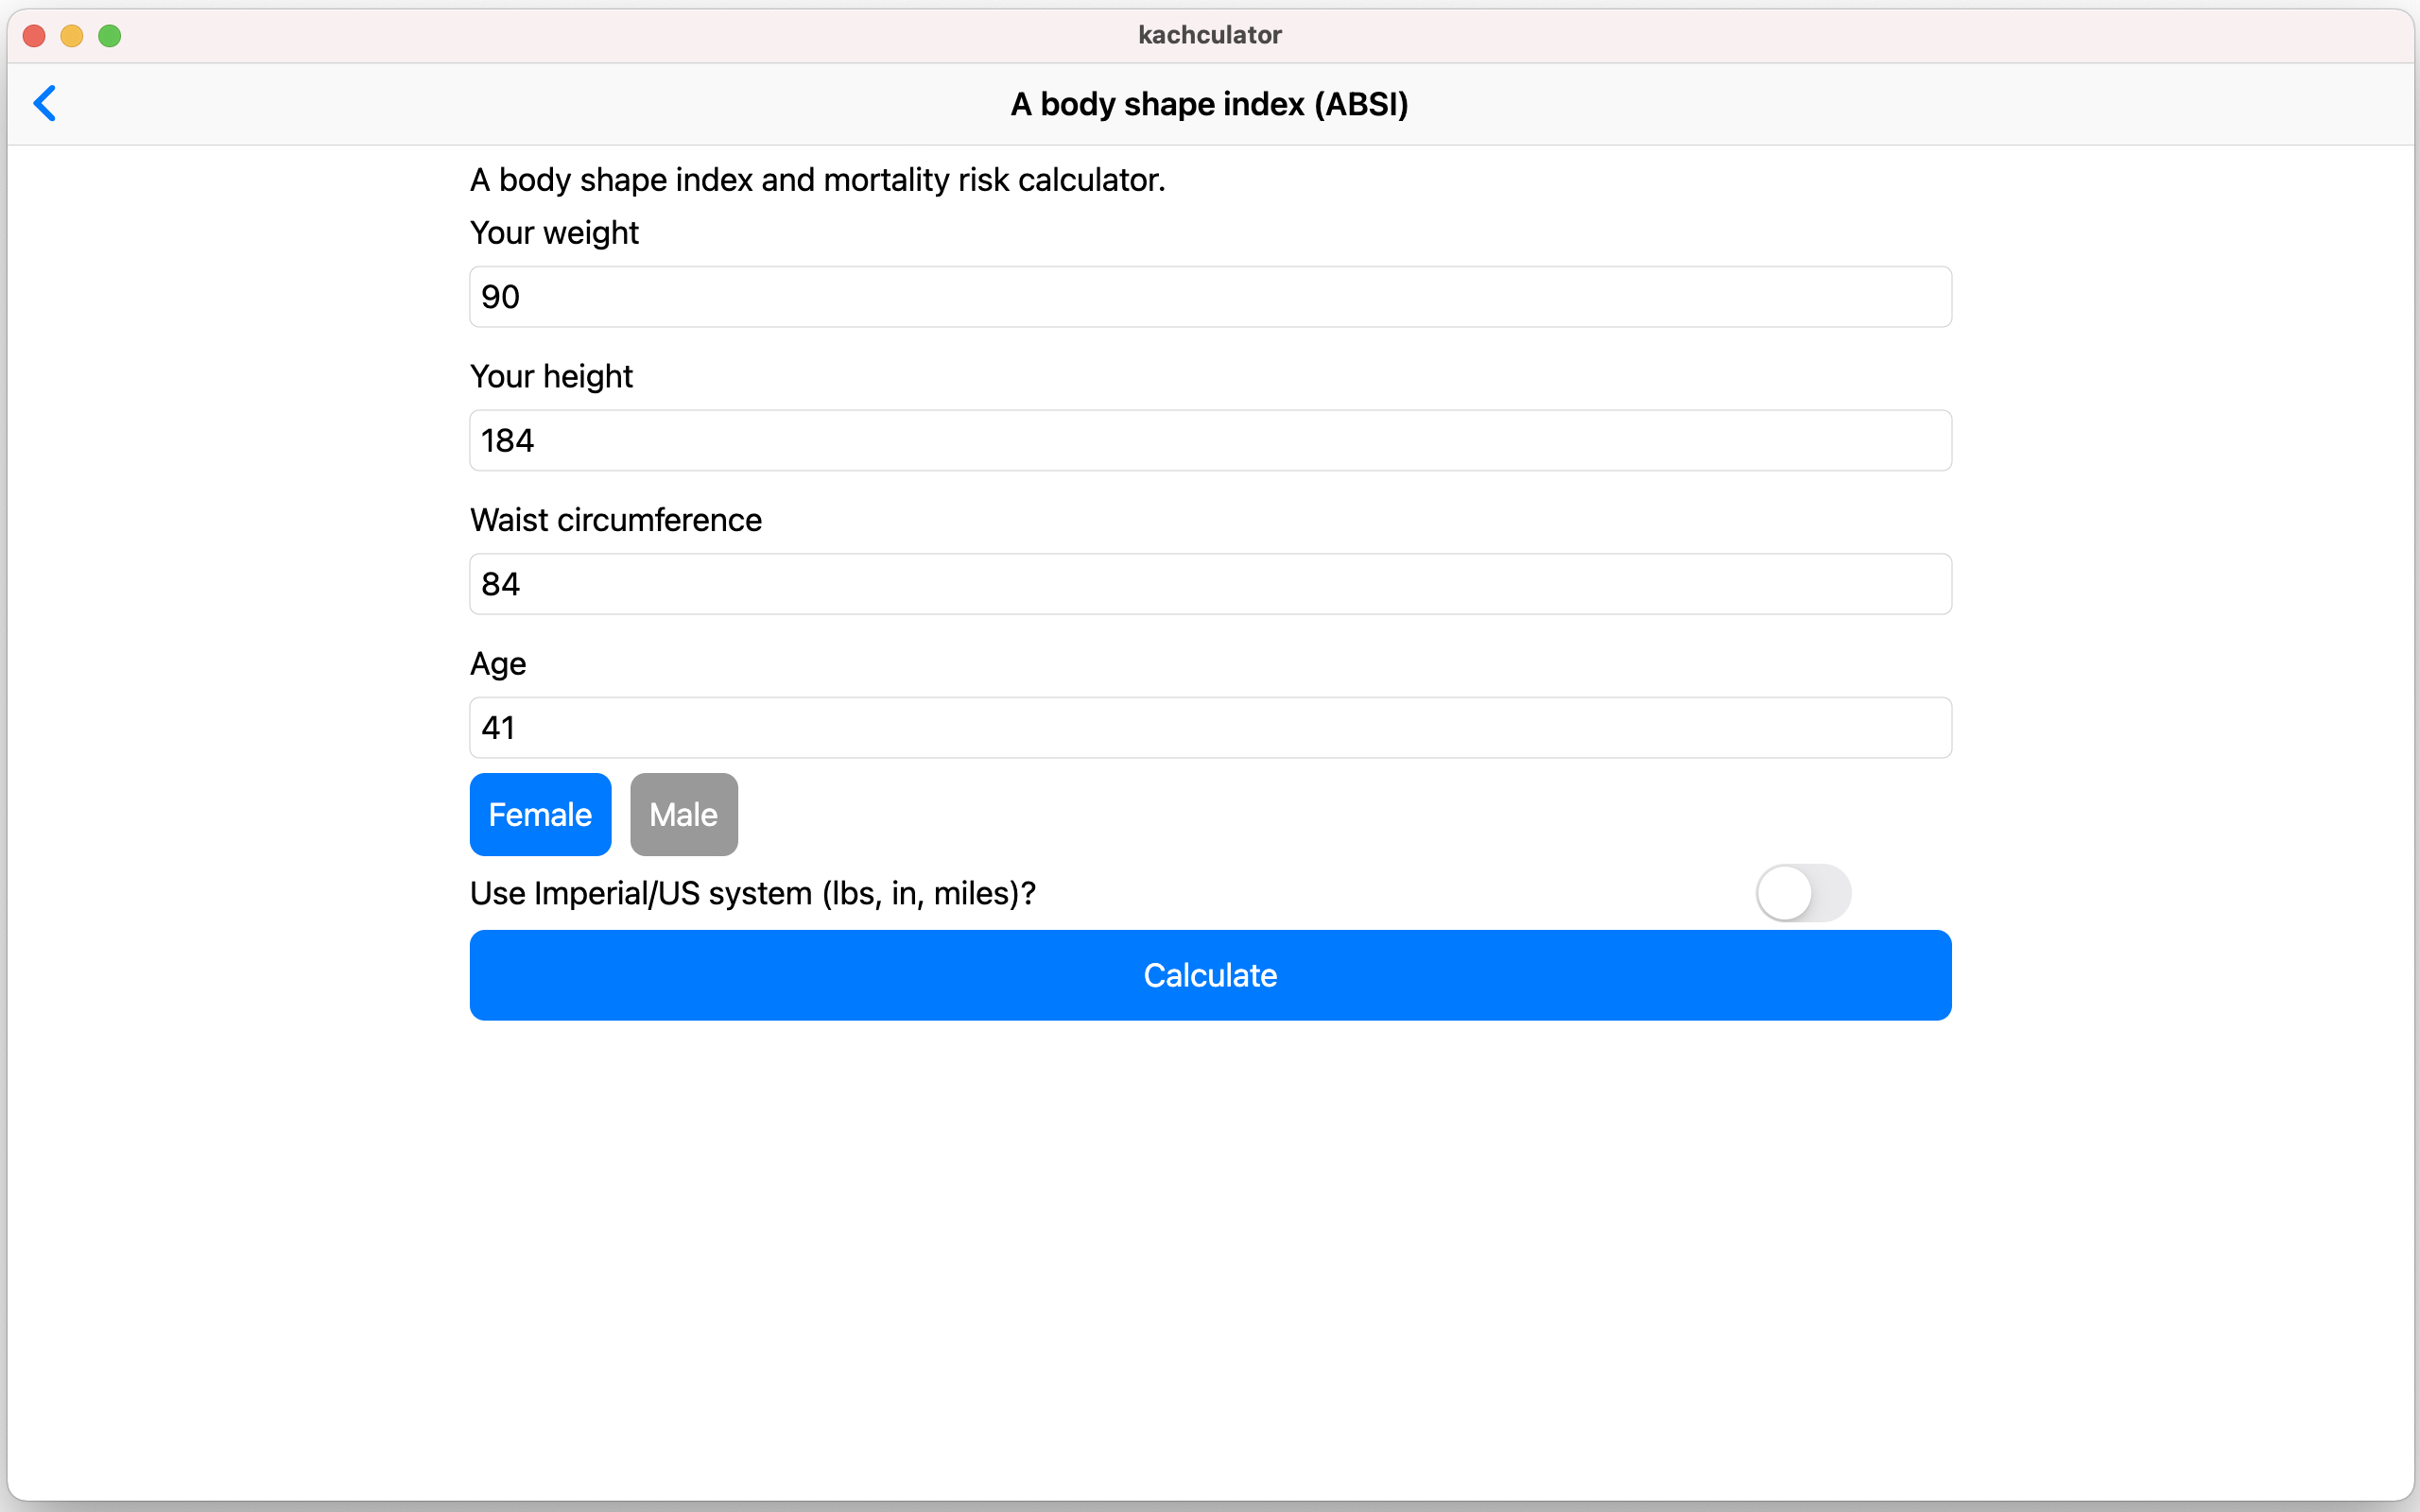 kachculator
A body shape index (ABSI)
A body shape index and mortality risk calculator.
Your weight
90
Your height
184
Waist circumference
84
Age
41
Female Male
Use Imperial/US system (lbs, in, miles)?
Calculate